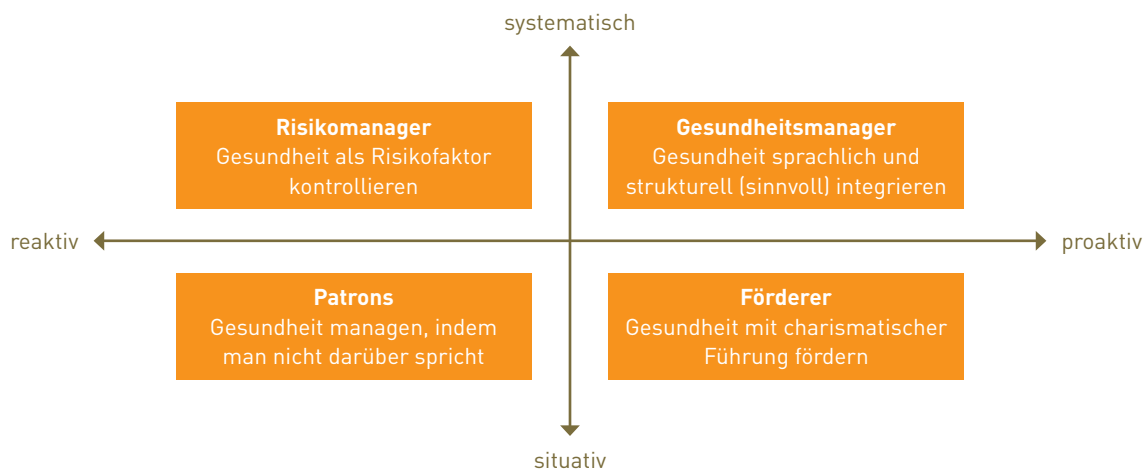 systematisch
Risikomanager
Gesundheit als Risikofaktor
kontrollieren
Gesundheitsmanager
Gesundheit sprachlich und
strukturell (sinnvoll) integrieren
reaktiv
proaktiv
Patrons
Gesundheit managen, indem
man nicht darüber spricht
Förderer
Gesundheit mit charismatischer
Führung fördern
situativ